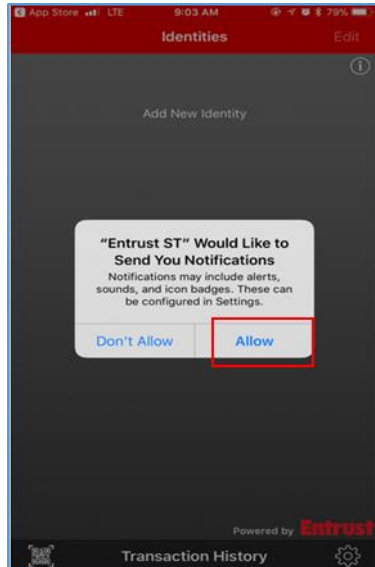 App Store LTE 9:03 AM 79%
Identities Edit
Add New Identity
"Entrust ST" Would Like to
Send You Notifications
Notifications may include alerts,
sounds, and icon badges. These can
be configured in Settings.
Don't Allow Allow
Powered by Entrust
Transaction History